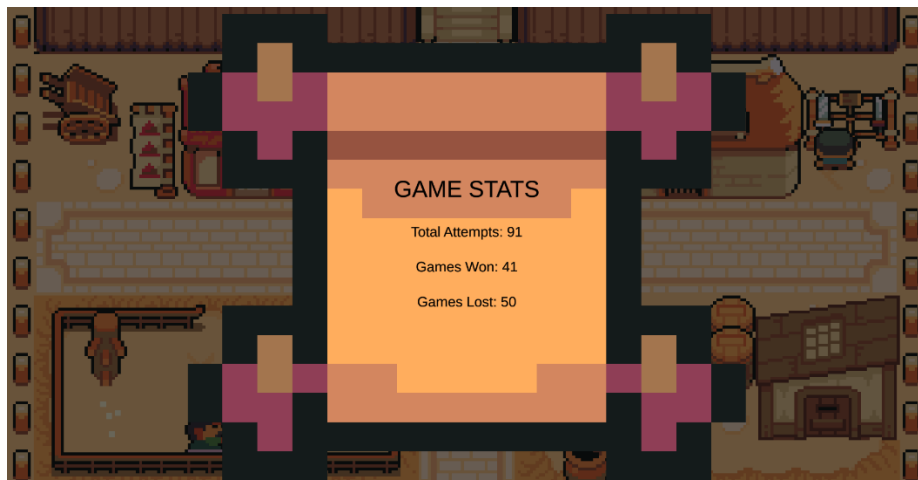 GAME STATS
Total Attempts: 91
Games Won: 41
Games Lost: 50